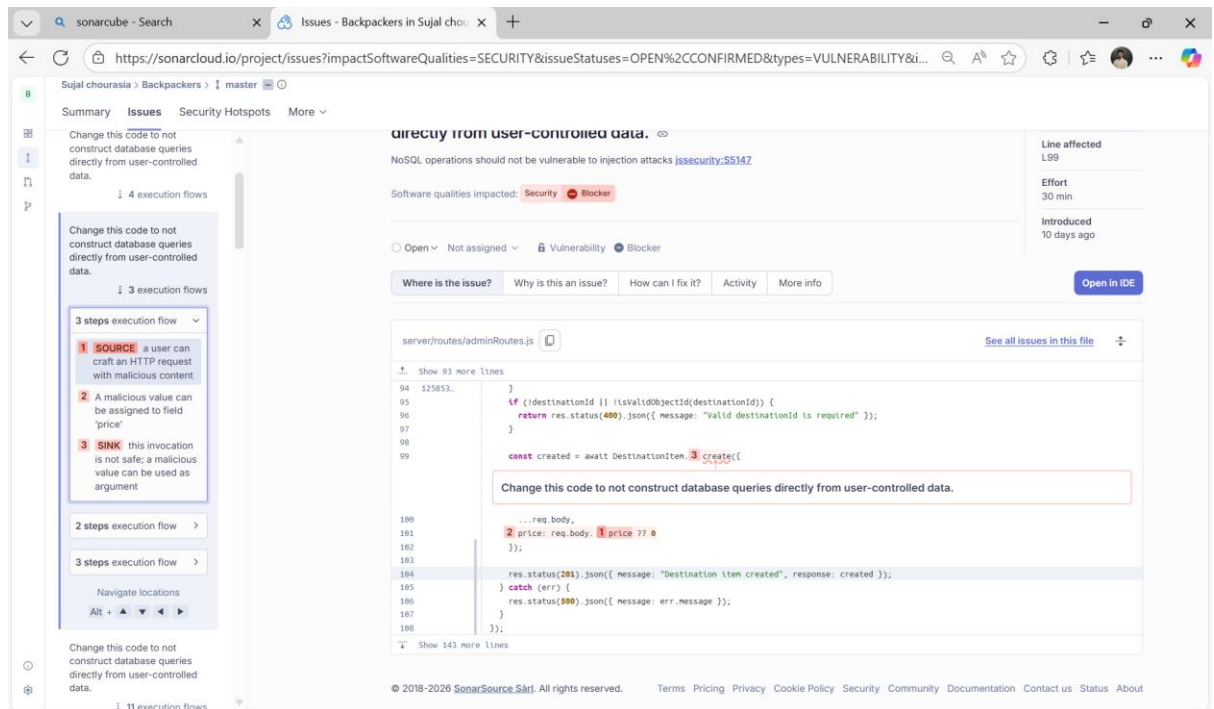 sonarcube - Search
Issues - Backpackers in Sujal chou
https://sonarcloud.io/project/issues?impactSoftwareQualities=SECURITY&issueStatuses=OPEN%2CCONFIRMED&types=VULNERABILITY&i...
B
Sujal chourasia > Backpackers > master
Summary Issues Security Hotspots More
Change this code to not
construct database queries
directly from user-controlled
data.
4 execution flows
Change this code to not
construct database queries
directly from user-controlled
data.
3 execution flows
3 steps execution flow
1 SOURCE a user can
craft an HTTP request
with malicious content
2 A malicious value can
be assigned to field
'price'
3 SINK this invocation
is not safe; a malicious
value can be used as
argument
2 steps execution flow
3 steps execution flow
Navigate locations
Alt + ▲ ▼ ◀ ▶
Change this code to not
construct database queries
directly from user-controlled
data.
11 execution flows
directly from user-controlled data.
NoSQL operations should not be vulnerable to injection attacks jssecurity:S5147
Software qualities impacted: Security Blocker
Line affected
L99
Effort
30 min
Introduced
10 days ago
Open Not assigned Vulnerability Blocker
Where is the issue? Why is this an issue? How can I fix it? Activity More info
Open in IDE
server/routes/adminRoutes.js
See all issues in this file
Show 93 more lines
94 125853… }
95 if (!destinationId || !isValidObjectId(destinationId)) {
96 return res.status(400).json({ message: "Valid destinationId is required" });
97 }
98
99 const created = await DestinationItem. 3 create({
Change this code to not construct database queries directly from user-controlled data.
100 ...req.body,
101 2 price: req.body. 1 price ?? 0
102 });
103
104 res.status(201).json({ message: "Destination item created", response: created });
105 } catch (err) {
106 res.status(500).json({ message: err.message });
107 }
108 });
Show 143 more lines
© 2018-2026 SonarSource Sàrl. All rights reserved. Terms Pricing Privacy Cookie Policy Security Community Documentation Contact us Status About